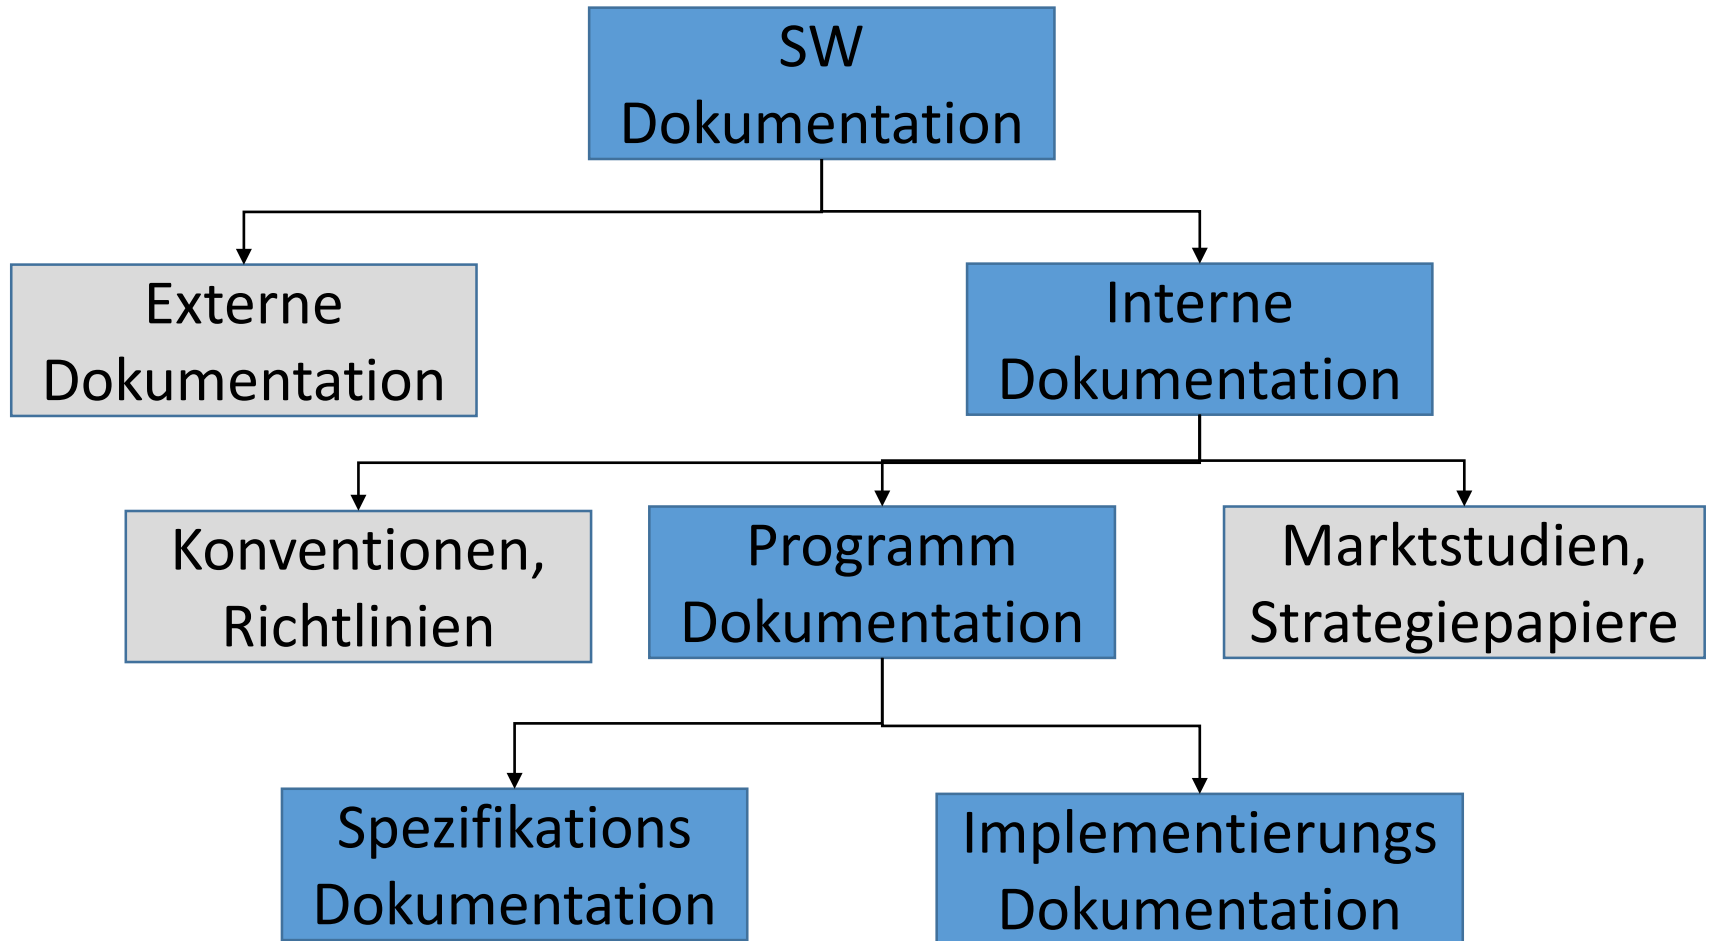 SW
Dokumentation
Externe
Dokumentation
Interne
Dokumentation
Konventionen,
Richtlinien
Programm
Dokumentation
Marktstudien,
Strategiepapiere
Spezifikations
Dokumentation
Implementierungs
Dokumentation